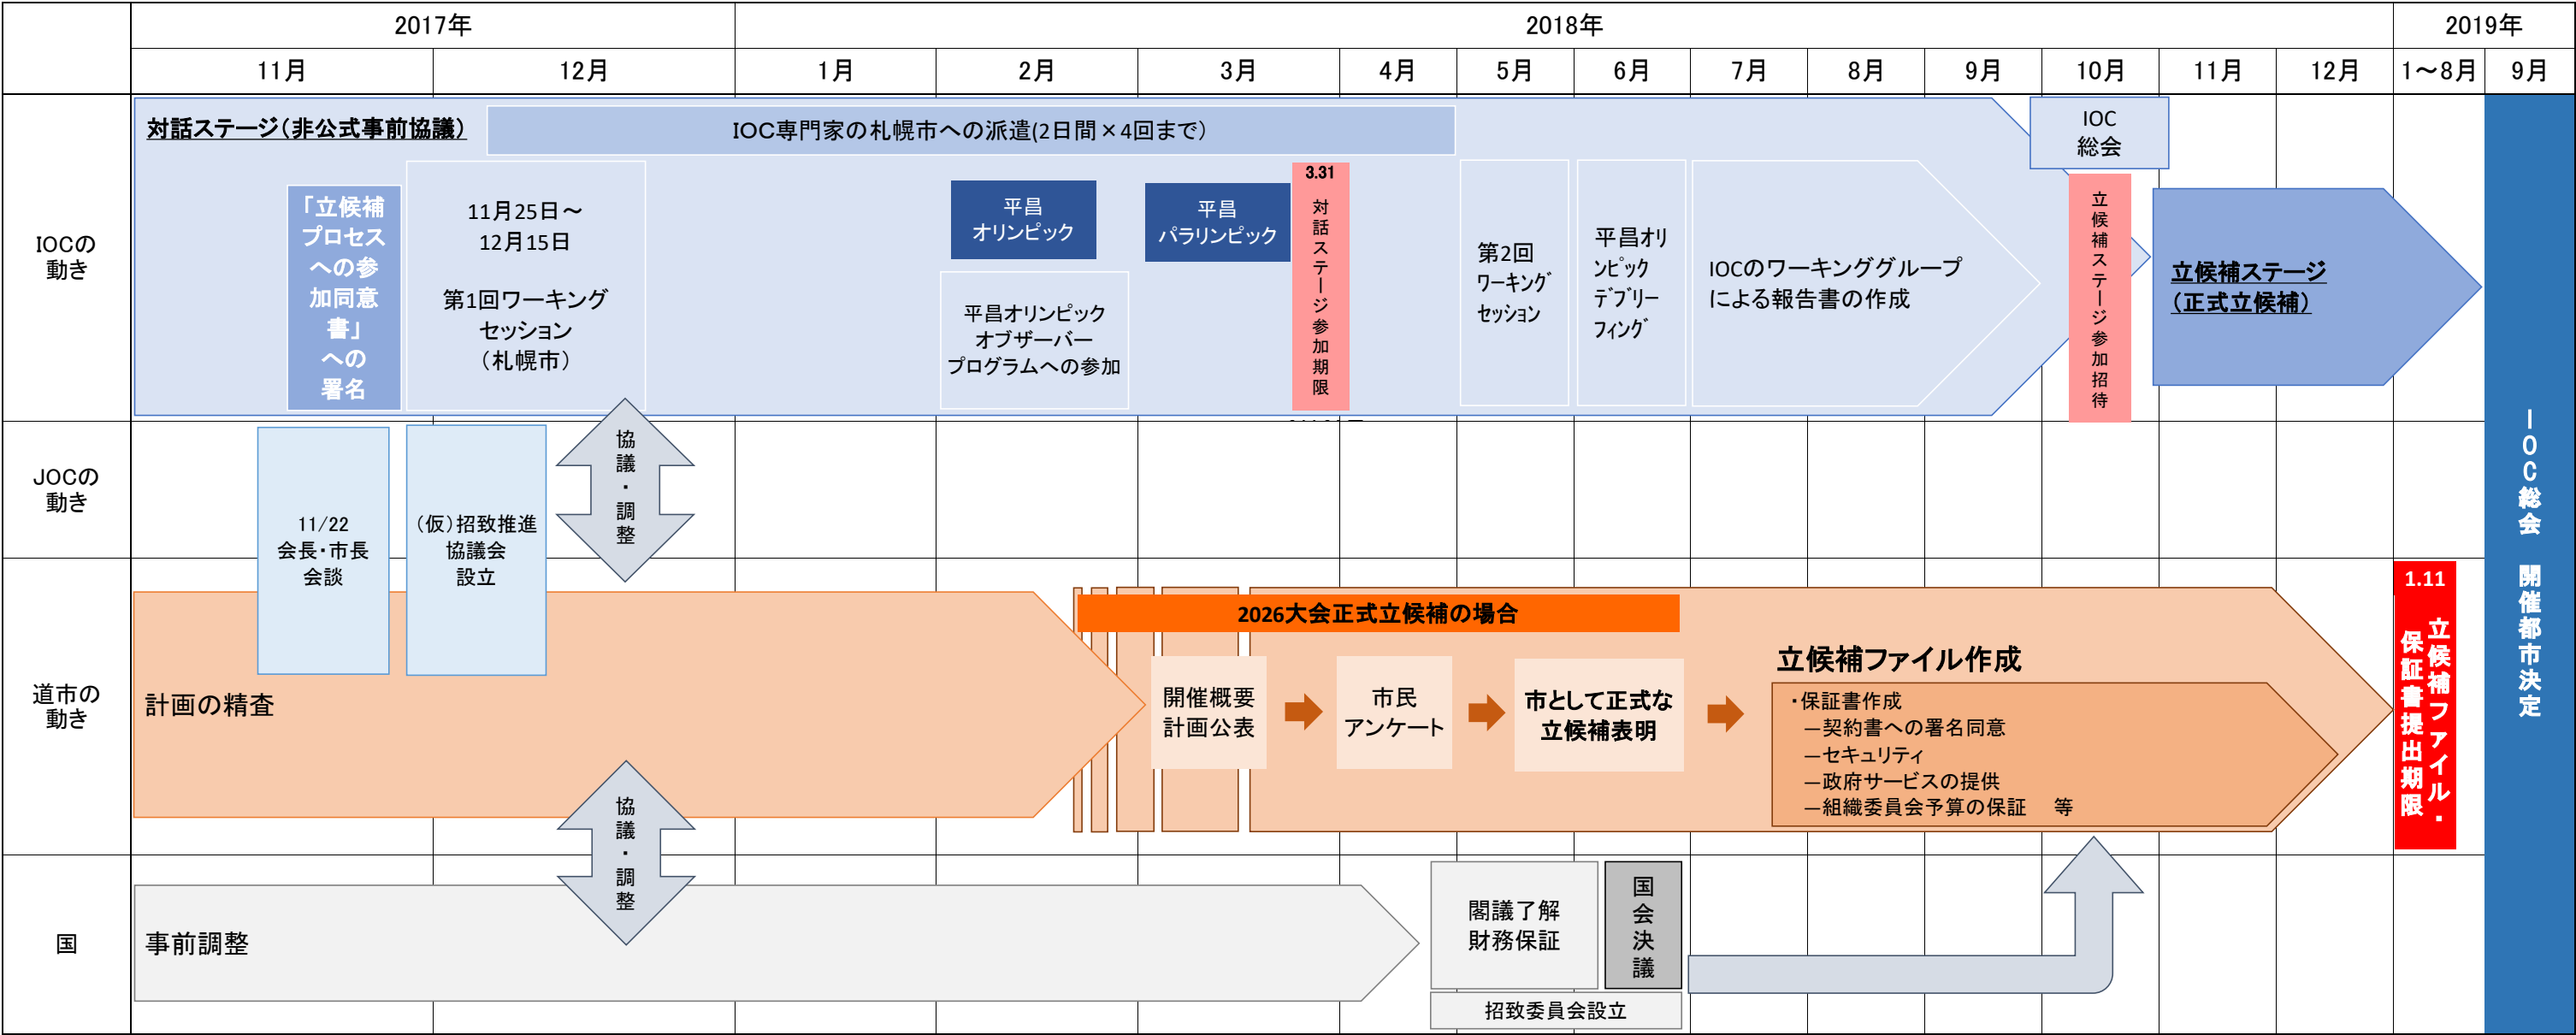 2017年
2018年
2019年
11月
12月
1月
2月
3月
4月
5月
6月
7月
8月
9月
10月
11月
12月
1～8月
9月
IOCの
動き
対話ステージ（非公式事前協議）
IOC専門家の札幌市への派遣(2日間×4回まで）
IOC
総会
「立候補
プロセス
への参
加同意
書」
への
署名
11月25日～
12月15日
第1回ワーキング
セッション
（札幌市）
平昌
オリンピック
平昌オリンピック
オブザーバー
プログラムへの参加
平昌
パラリンピック
3.31
対話ステージ参加期限
第2回
ﾜｰｷﾝｸﾞ
ｾｯｼｮﾝ
平昌ｵﾘ
ﾝﾋﾟｯｸ
ﾃﾞﾌﾞﾘｰ
ﾌｨﾝｸﾞ
IOCのワーキンググループ
による報告書の作成
立候補ステージ参加招待
立候補ステージ
（正式立候補）
IOC総会　開催都市決定
JOCの
動き
11/22
会長・市長
会談
（仮）招致推進
協議会
設立
協議・調整
道市の
動き
計画の精査
2026大会正式立候補の場合
開催概要
計画公表
市民
アンケート
市として正式な
立候補表明
立候補ファイル作成
・保証書作成
―契約書への署名同意
―セキュリティ
―政府サービスの提供
―組織委員会予算の保証　等
1.11
立候補ファイル・
保証書提出期限
協議・調整
国
事前調整
閣議了解
財務保証
国会決議
招致委員会設立